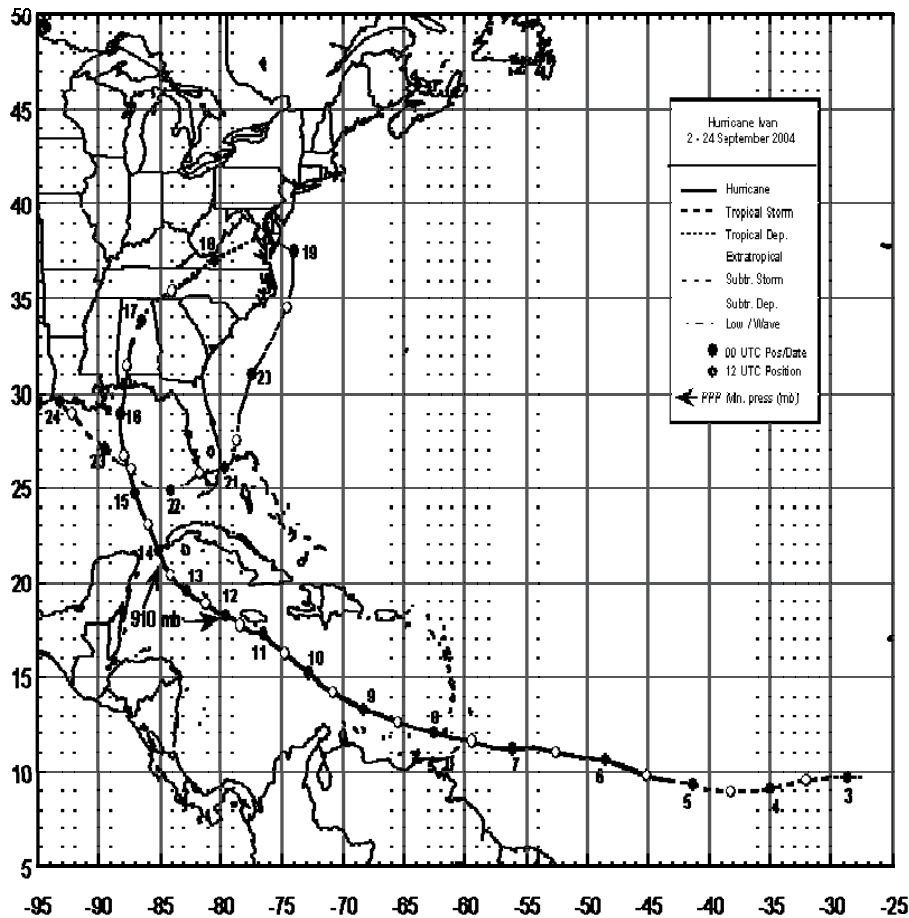 50
45
40
35
30
25
20
15
10
5
Hurricane Ivan
2 - 24 September 2004
Hurricane
Tropical Storm
Tropical Dep.
Extratropical
Subtr. Storm
Subtr. Dep.
Low / Wave
00 UTC Pos/Date
12 UTC Position
PPP Min. press (mb)
18
19
17
20
24
16
23
21
15
22
14
13
12
910 mb
11
10
9
8
7
6
5
4
3
-95 -90 -85 -80 -75 -70 -65 -60 -55 -50 -45 -40 -35 -30 -25